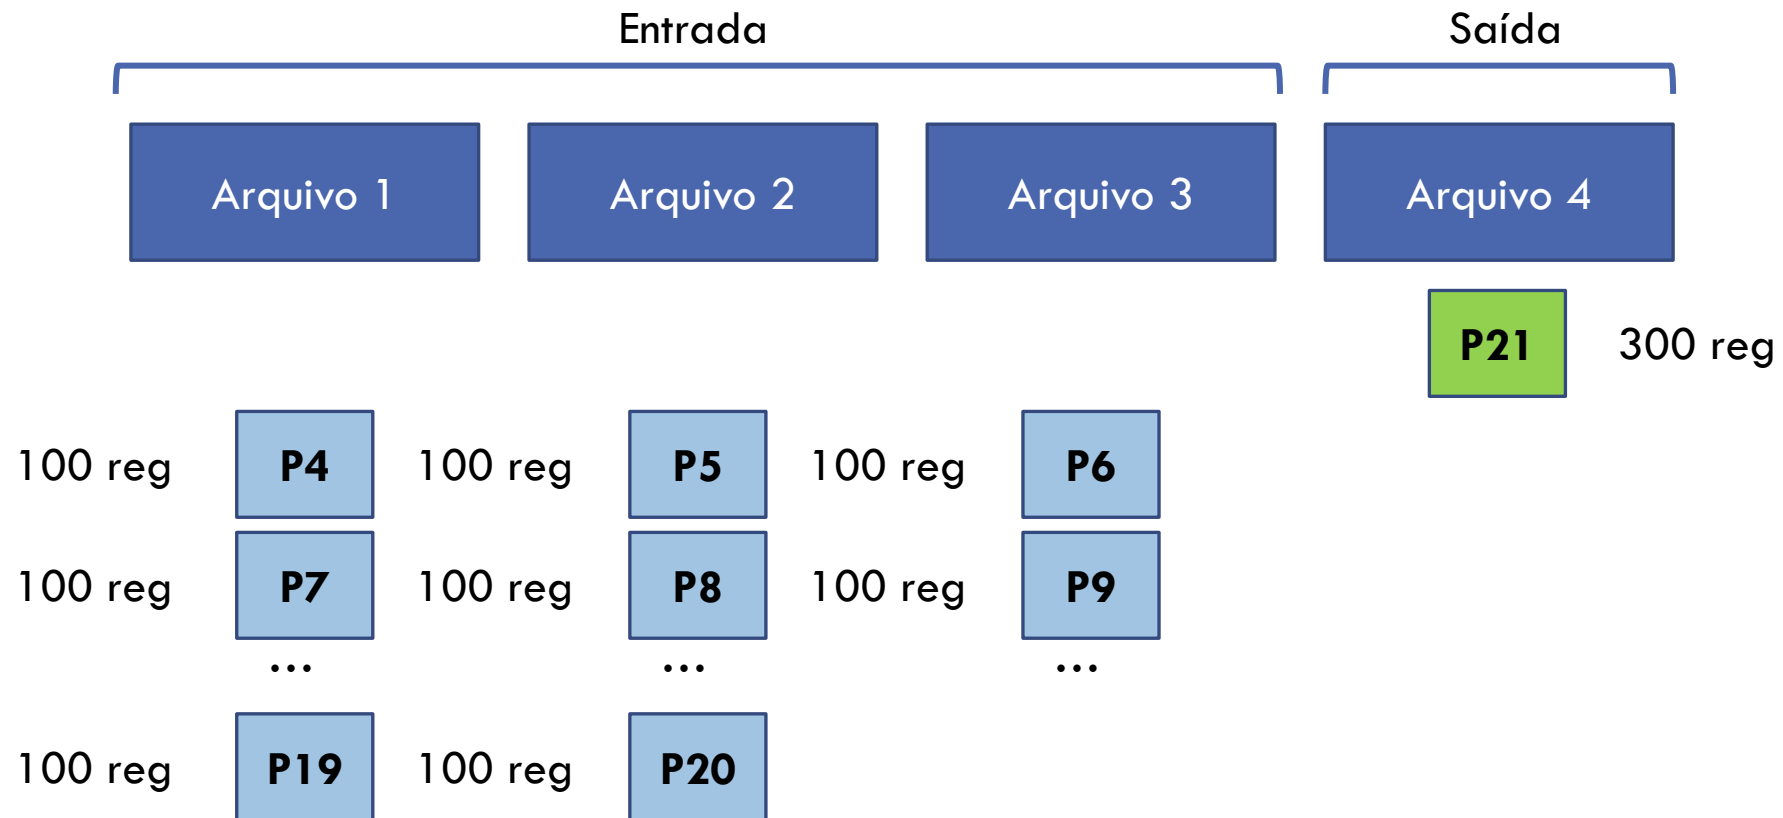 Entrada Saída
Arquivo 1 Arquivo 2 Arquivo 3 Arquivo 4
P21 300 reg
100 reg P4 100 reg P5 100 reg P6
100 reg P7 100 reg P8 100 reg P9
... ... ...
100 reg P19 100 reg P20